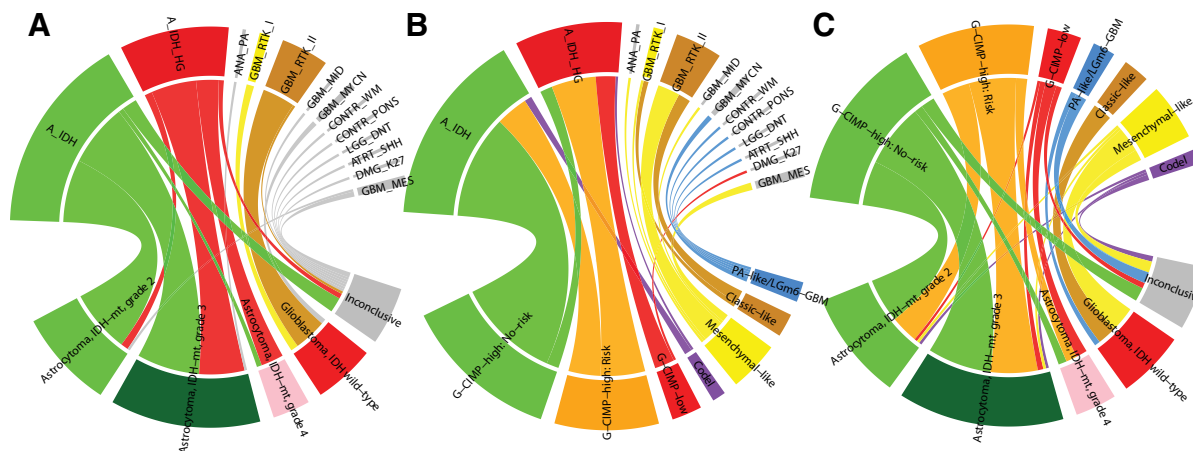 A
A_IDH
A_IDH_HG
ANA_PA
GBM_RTK_I
GBM_RTK_II
GBM_MID
GBM_MYCN
CONTR_WM
CONTR_PONS
LGG_DNT
ATRT_SHH
DMG_K27
GBM_MES
Inconclusive
Glioblastoma, IDH wild–type
Astrocytoma, IDH–mt, grade 4
Astrocytoma, IDH–mt, grade 3
Astrocytoma, IDH–mt, grade 2
B
A_IDH
A_IDH_HG
ANA_PA
GBM_RTK_I
GBM_RTK_II
GBM_MID
GBM_MYCN
CONTR_WM
CONTR_PONS
LGG_DNT
ATRT_SHH
DMG_K27
GBM_MES
PA–like/LGm6–GBM
Classic–like
Mesenchymal–like
Codel
G–CIMP–low
G–CIMP–high: Risk
G–CIMP–high: No–risk
C
G–CIMP–high: No–risk
G–CIMP–high: Risk
G–CIMP–low
PA–like/LGm6–GBM
Classic–like
Mesenchymal–like
Codel
Inconclusive
Glioblastoma, IDH wild–type
Astrocytoma, IDH–mt, grade 4
Astrocytoma, IDH–mt, grade 3
Astrocytoma, IDH–mt, grade 2